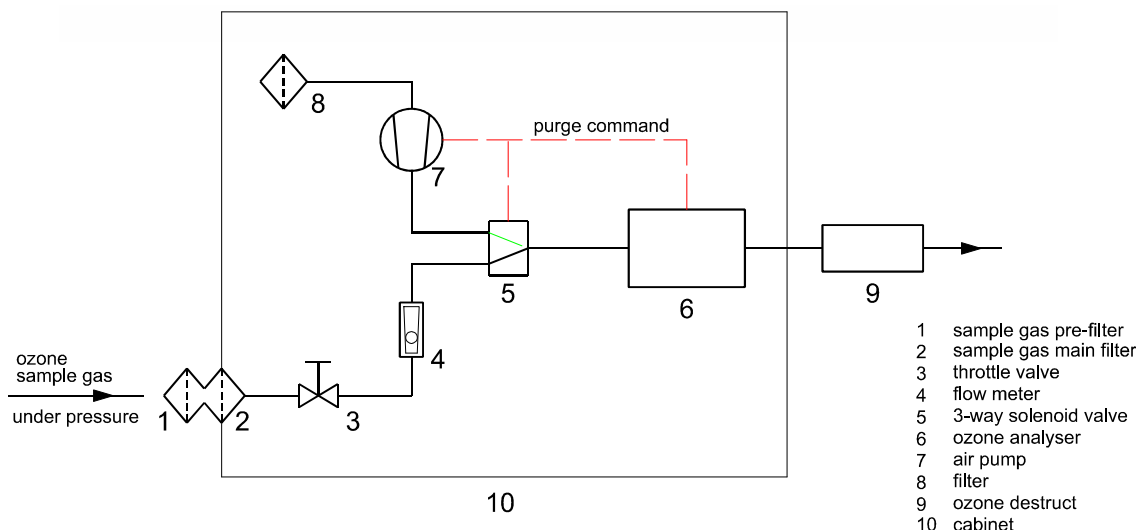 8
purge command
7
5
6
9
4
ozone
sample gas
under pressure
1
2
3
10
1 sample gas pre-filter
2 sample gas main filter
3 throttle valve
4 flow meter
5 3-way solenoid valve
6 ozone analyser
7 air pump
8 filter
9 ozone destruct
10 cabinet